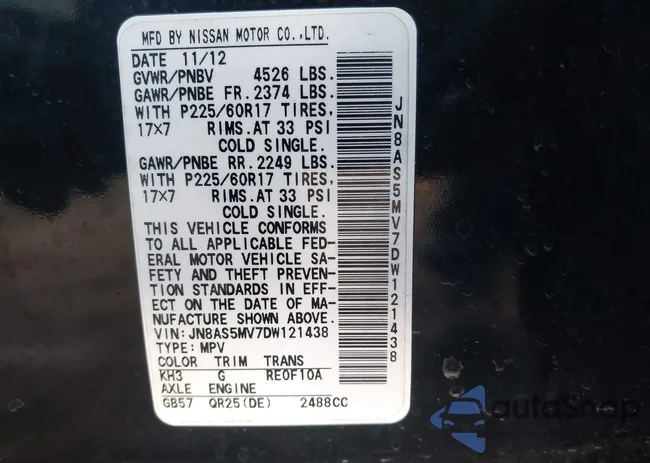 MFD BY NISSAN MOTOR CO.,LTD.
DATE 11/12
GVWR/PNBV 4526 LBS.
GAWR/PNBE FR. 2374 LBS.
WITH P225/60R17 TIRES,
17×7 RIMS.AT 33 PSI
COLD SINGLE.
GAWR/PNBE RR. 2249 LBS.
WITH P225/60R17 TIRES,
17×7 RIMS.AT 33 PSI
COLD SINGLE.
THIS VEHICLE CONFORMS
TO ALL APPLICABLE FED-
ERAL MOTOR VEHICLE SA-
FETY AND THEFT PREVEN-
TION STANDARDS IN EFF-
ECT ON THE DATE OF MA-
NUFACTURE SHOWN ABOVE.
VIN: JN8AS5MV7DW121438
TYPE: MPV
COLOR TRIM TRANS
KH3 G RE0F10A
AXLE ENGINE
GB57 QR25(DE) 2488CC
JN8AS5MV7DW121438
autoSnap